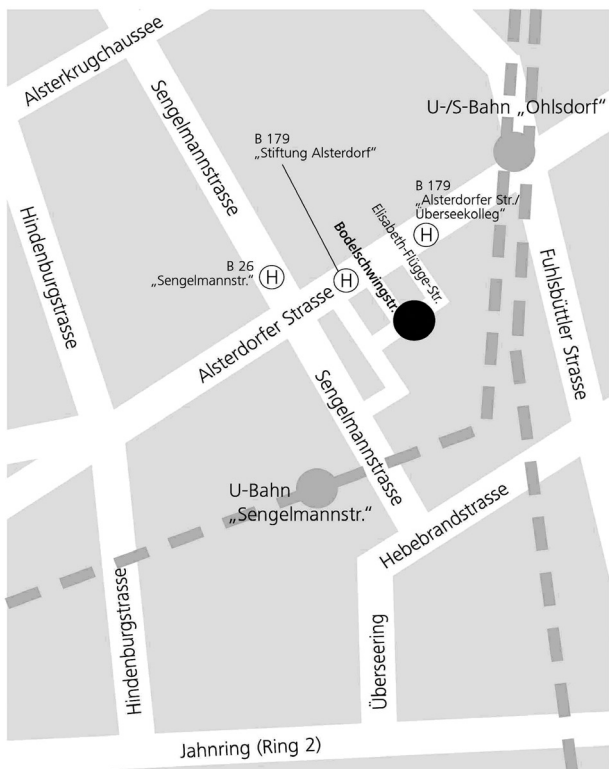 Alsterkrugchaussee
Sengelmannstrasse
U-/S-Bahn „Ohlsdorf“
B 179
„Stiftung Alsterdorf“
B 179
„Alsterdorfer Str./
Überseekolleg“
Hindenburgstrasse
Elisabeth-Flügge-Str.
Bodelschwingstr.
H
B 26
„Sengelmannstr.“
H
H
Alsterdorfer Strasse
Fuhlsbüttler Strasse
Sengelmannstrasse
U-Bahn
„Sengelmannstr.“
Hebebrandstrasse
Hindenburgstrasse
Überseering
Jahnring (Ring 2)